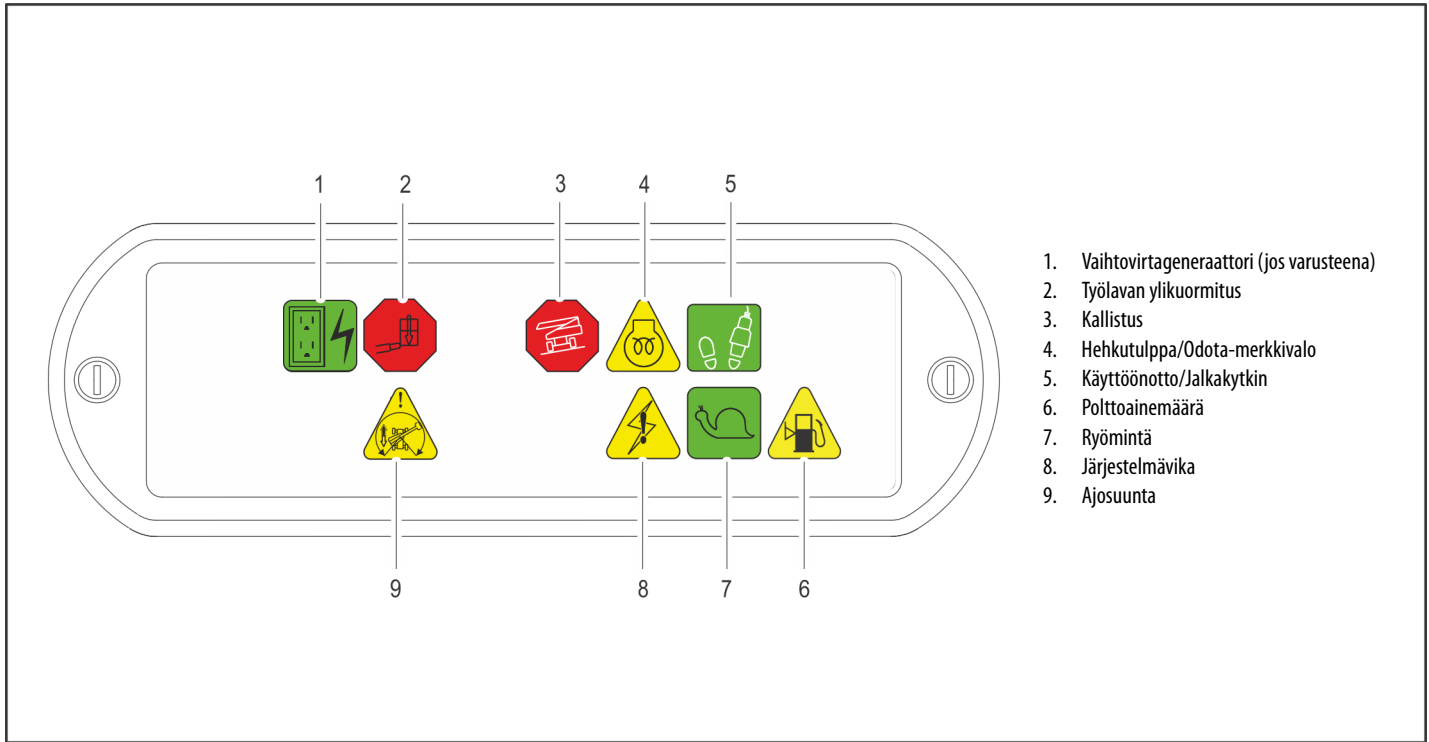 1 2 3 4 5
9 8 7 6
1. Vaihtovirtageneraattori (jos varusteena)
2. Työlavan ylikuormitus
3. Kallistus
4. Hehkutulppa/Odota-merkkivalo
5. Käyttöönotto/Jalkakytkin
6. Polttoainemäärä
7. Ryömintä
8. Järjestelmävika
9. Ajosuunta